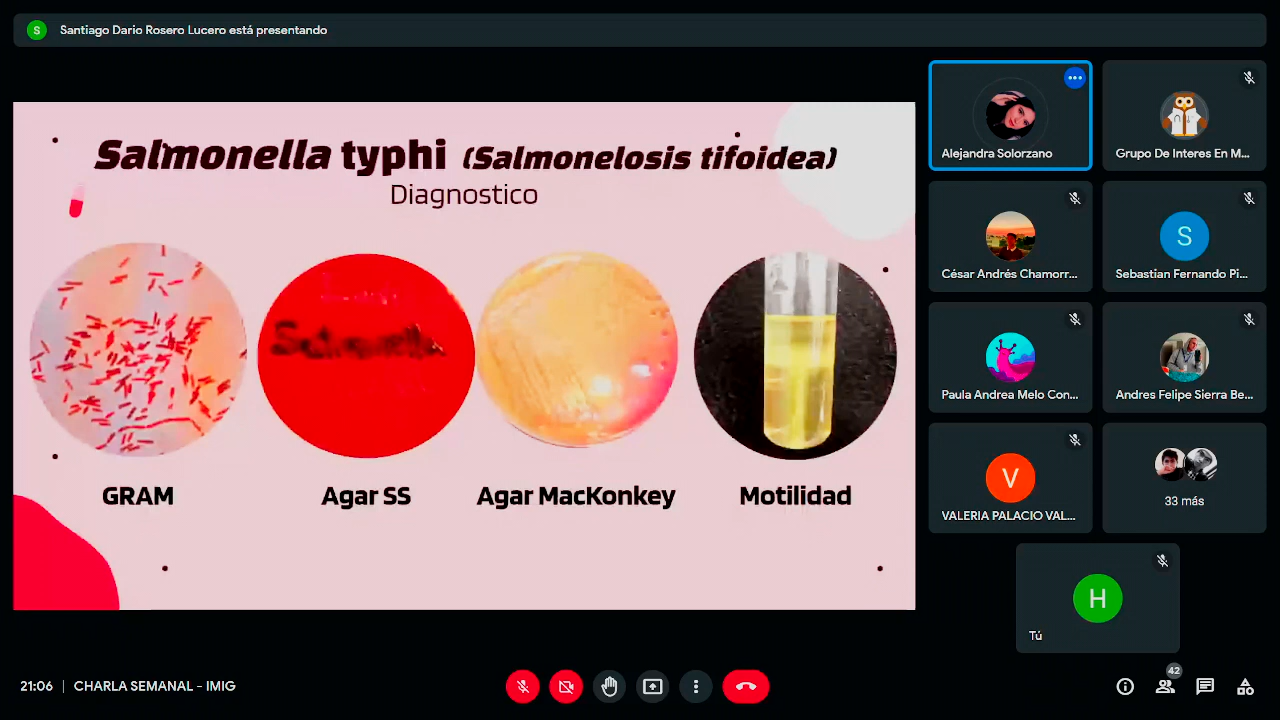 S Santiago Dario Rosero Lucero está presentando
Salmonella typhi (Salmonelosis tifoidea)
Diagnostico
Salmonella
GRAM
Agar SS
Agar MacKonkey
Motilidad
Alejandra Solorzano
Grupo De Interes En M...
César Andrés Chamorr...
S
Sebastian Fernando Pi...
Paula Andrea Melo Con...
Andres Felipe Sierra Be...
V
VALERIA PALACIO VAL...
33 más
H
Tú
21:06 | CHARLA SEMANAL - IMIG
42